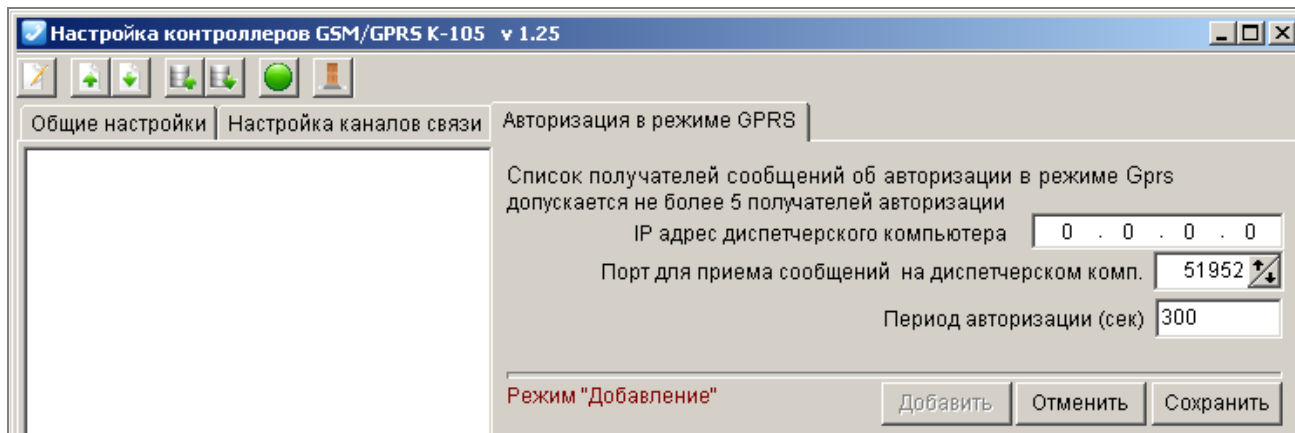 Настройка контроллеров GSM/GPRS K-105 v 1.25
Общие настройки Настройка каналов связи Авторизация в режиме GPRS
Список получателей сообщений об авторизации в режиме Gprs
допускается не более 5 получателей авторизации
IP адрес диспетчерского компьютера 0 . 0 . 0 . 0
Порт для приема сообщений на диспетчерском комп. 51952
Период авторизации (сек) 300
Режим "Добавление" Добавить Отменить Сохранить